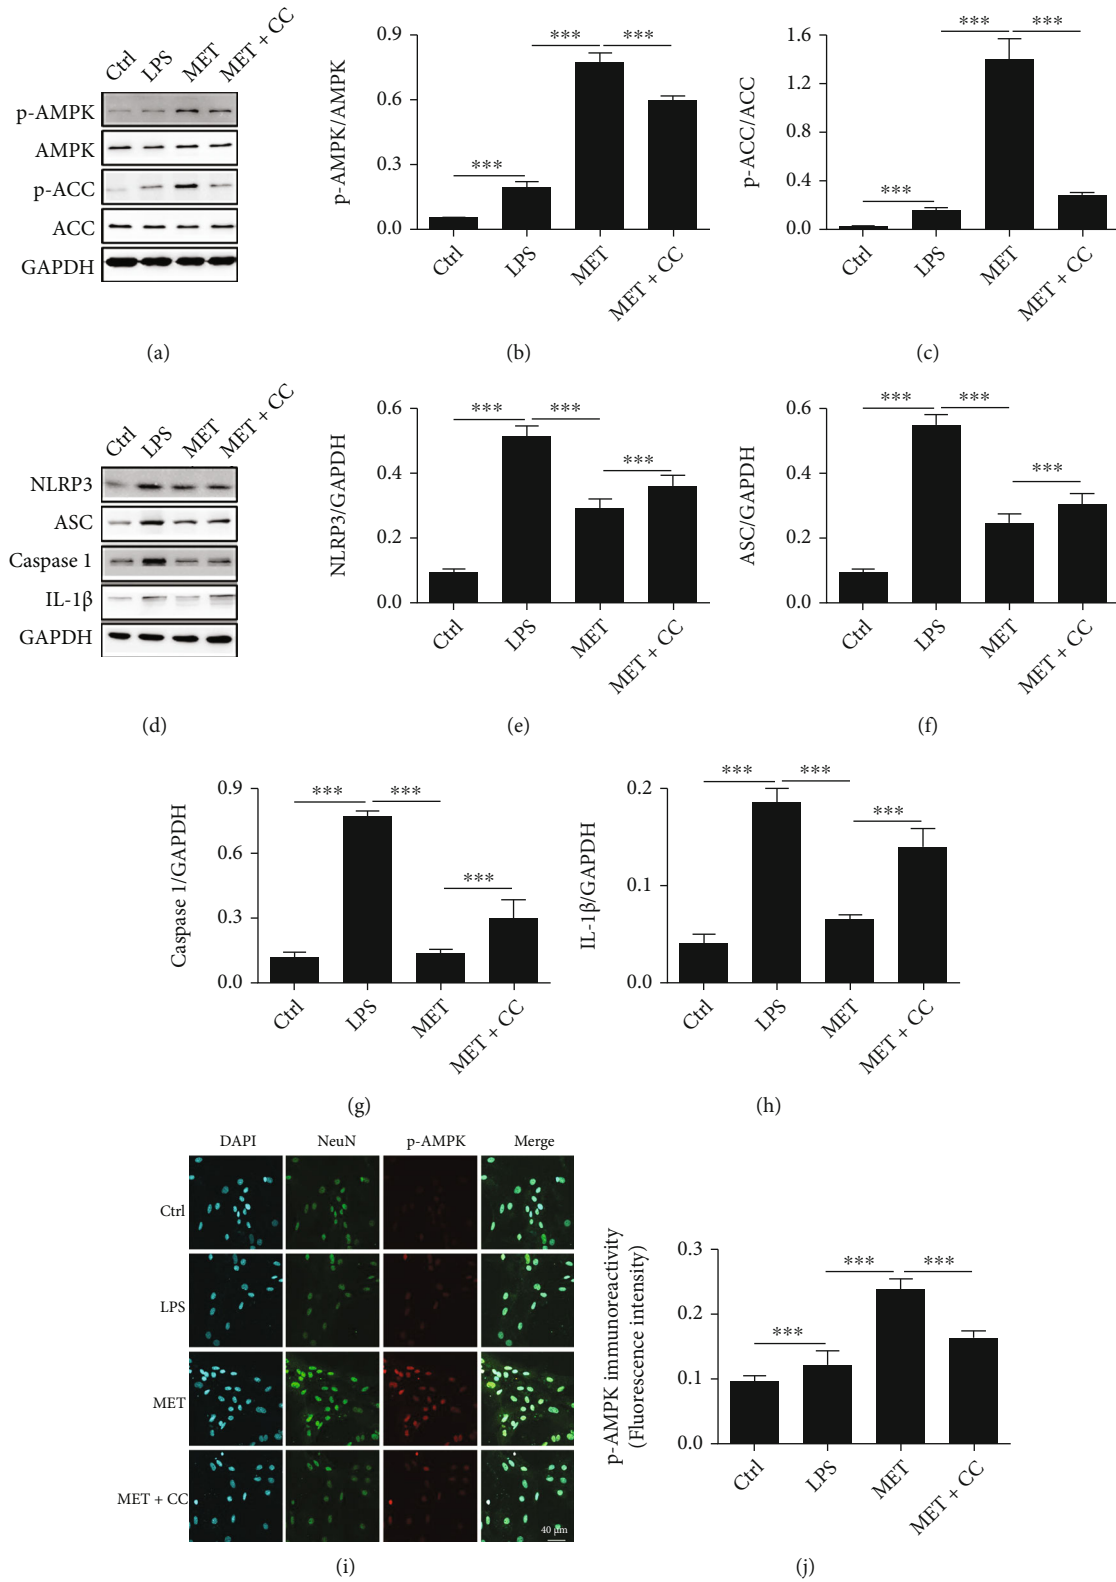 Ctrl LPS MET MET + CC
p-AMPK
AMPK
p-ACC
ACC
GAPDH
(a)
p-AMPK/AMPK
0.9
0.6
0.3
0.0
*** *** ***
Ctrl LPS MET MET + CC
(b)
p-ACC/ACC
1.6
1.2
0.8
0.4
0.0
*** *** ***
Ctrl LPS MET MET + CC
(c)
Ctrl LPS MET MET + CC
NLRP3
ASC
Caspase 1
IL-1β
GAPDH
(d)
NLRP3/GAPDH
0.6
0.4
0.2
0.0
*** *** ***
Ctrl LPS MET MET + CC
(e)
ASC/GAPDH
0.6
0.4
0.2
0.0
*** *** ***
Ctrl LPS MET MET + CC
(f)
Caspase 1/GAPDH
0.9
0.6
0.3
0.0
*** *** ***
Ctrl LPS MET MET + CC
(g)
IL-1β/GAPDH
0.2
0.1
0.0
*** *** ***
Ctrl LPS MET MET + CC
(h)
DAPI NeuN p-AMPK Merge
Ctrl
LPS
MET
MET + CC
40 μm
(i)
p-AMPK immunoreactivity
(Fluorescence intensity)
0.3
0.2
0.1
0.0
*** *** ***
Ctrl LPS MET MET + CC
(j)